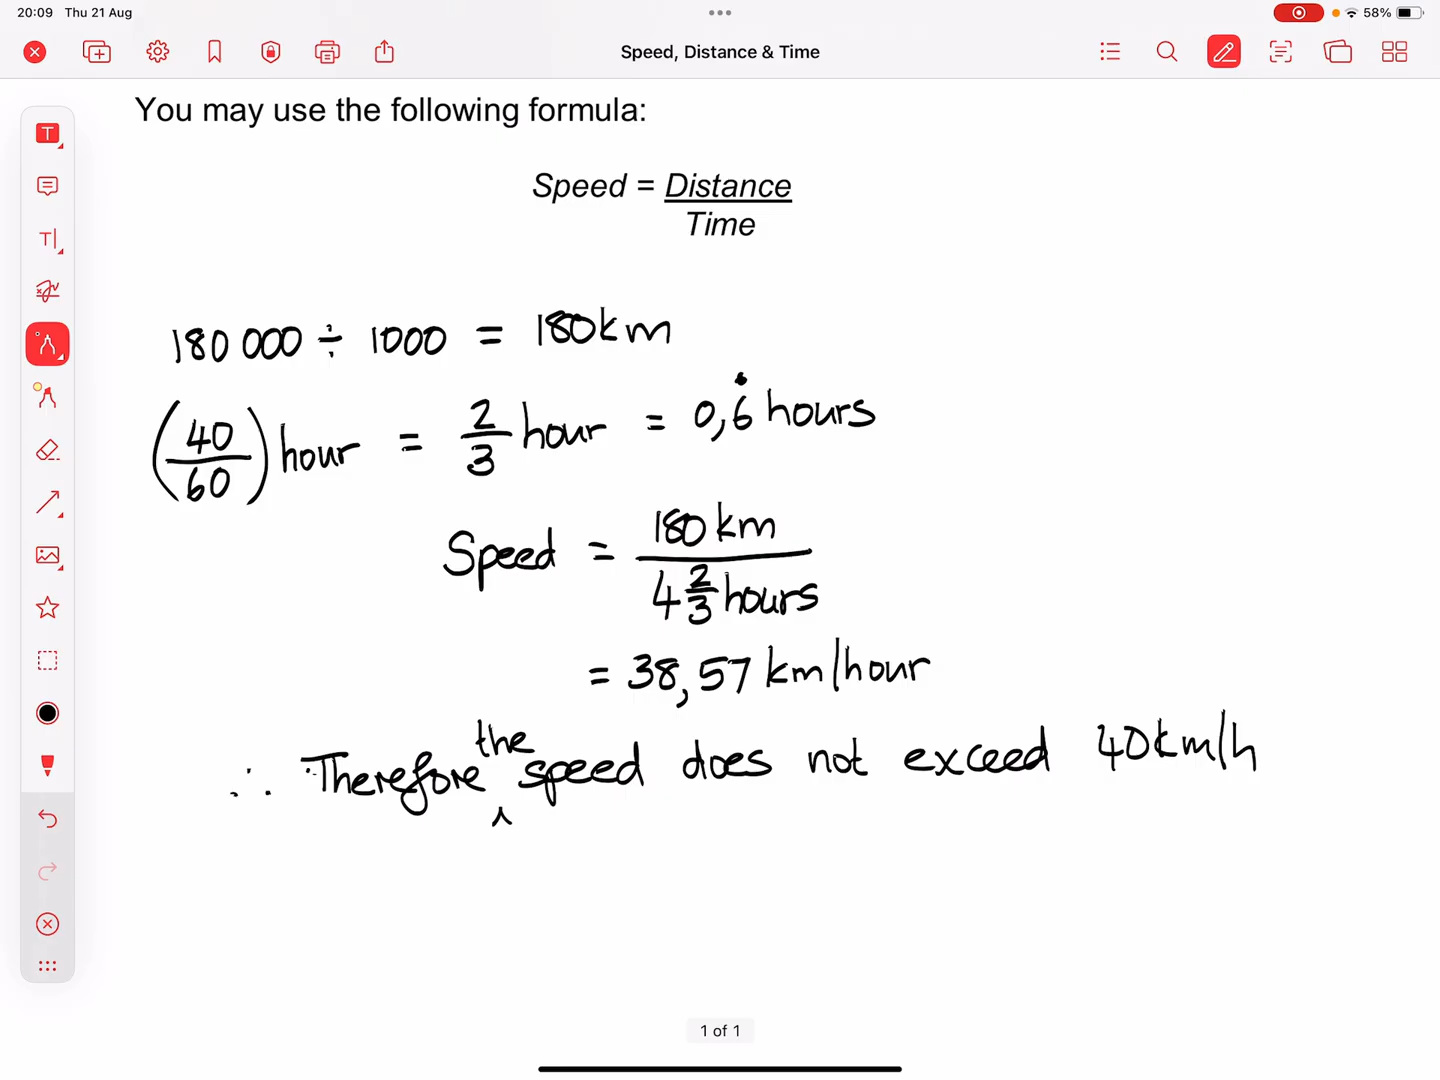 20:09 Thu 21 Aug
58%
Speed, Distance & Time
You may use the following formula:
Speed = Distance
Time
180 000 ÷ 1000 = 180km
(40/60) hour = 2/3 hour = 0,6̇ hours
Speed = 180 km
4 2/3 hours
= 38,57 km/hour
∴ Therefore the speed does not exceed 40km/h
1 of 1